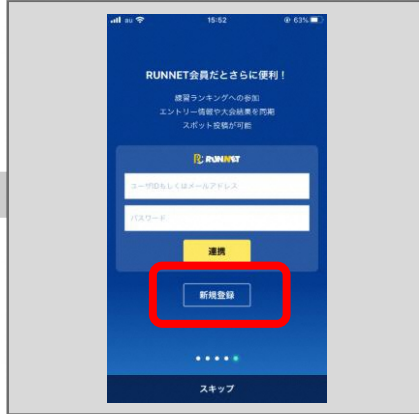 au 15:52 63%
RUNNET会員だとさらに便利！
練習ランキングへの参加
エントリー情報や大会結果を同期
スポット投稿が可能
RUNNET
ユーザIDもしくはメールアドレス
パスワード
連携
新規登録
スキップ